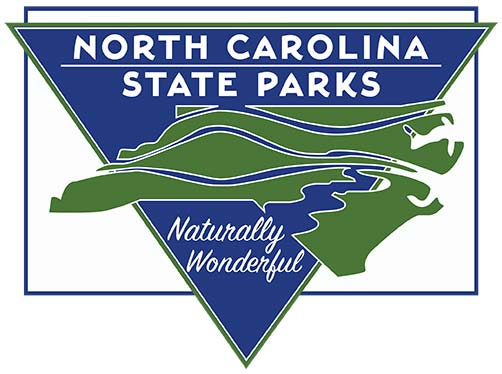 NORTH CAROLINA
STATE PARKS
Naturally
Wonderful